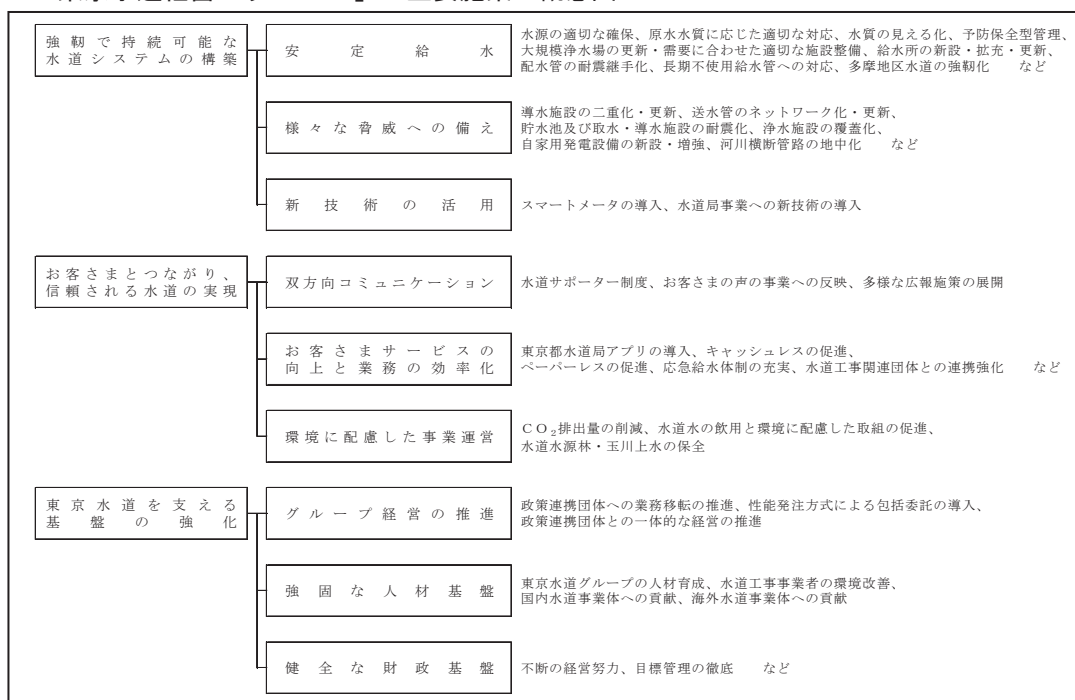 強靭で持続可能な
水道システムの構築
安定給水
水源の適切な確保、原水水質に応じた適切な対応、水質の見える化、予防保全型管理、
大規模浄水場の更新・需要に合わせた適切な施設整備、給水所の新設・拡充・更新、
配水管の耐震継手化、長期不使用給水管への対応、多摩地区水道の強靭化　など
様々な脅威への備え
導水施設の二重化・更新、送水管のネットワーク化・更新、
貯水池及び取水・導水施設の耐震化、浄水施設の覆蓋化、
自家用発電設備の新設・増強、河川横断管路の地中化　など
新技術の活用
スマートメータの導入、水道局事業への新技術の導入
お客さまとつながり、
信頼される水道の実現
双方向コミュニケーション
水道サポーター制度、お客さまの声の事業への反映、多様な広報施策の展開
お客さまサービスの
向上と業務の効率化
東京都水道局アプリの導入、キャッシュレスの促進、
ペーパーレスの促進、応急給水体制の充実、水道工事関連団体との連携強化　など
環境に配慮した事業運営
ＣＯ₂排出量の削減、水道水の飲用と環境に配慮した取組の促進、
水道水源林・玉川上水の保全
東京水道を支える
基盤の強化
グループ経営の推進
政策連携団体への業務移転の推進、性能発注方式による包括委託の導入、
政策連携団体との一体的な経営の推進
強固な人材基盤
東京水道グループの人材育成、水道工事事業者の環境改善、
国内水道事業体への貢献、海外水道事業体への貢献
健全な財政基盤
不断の経営努力、目標管理の徹底　など